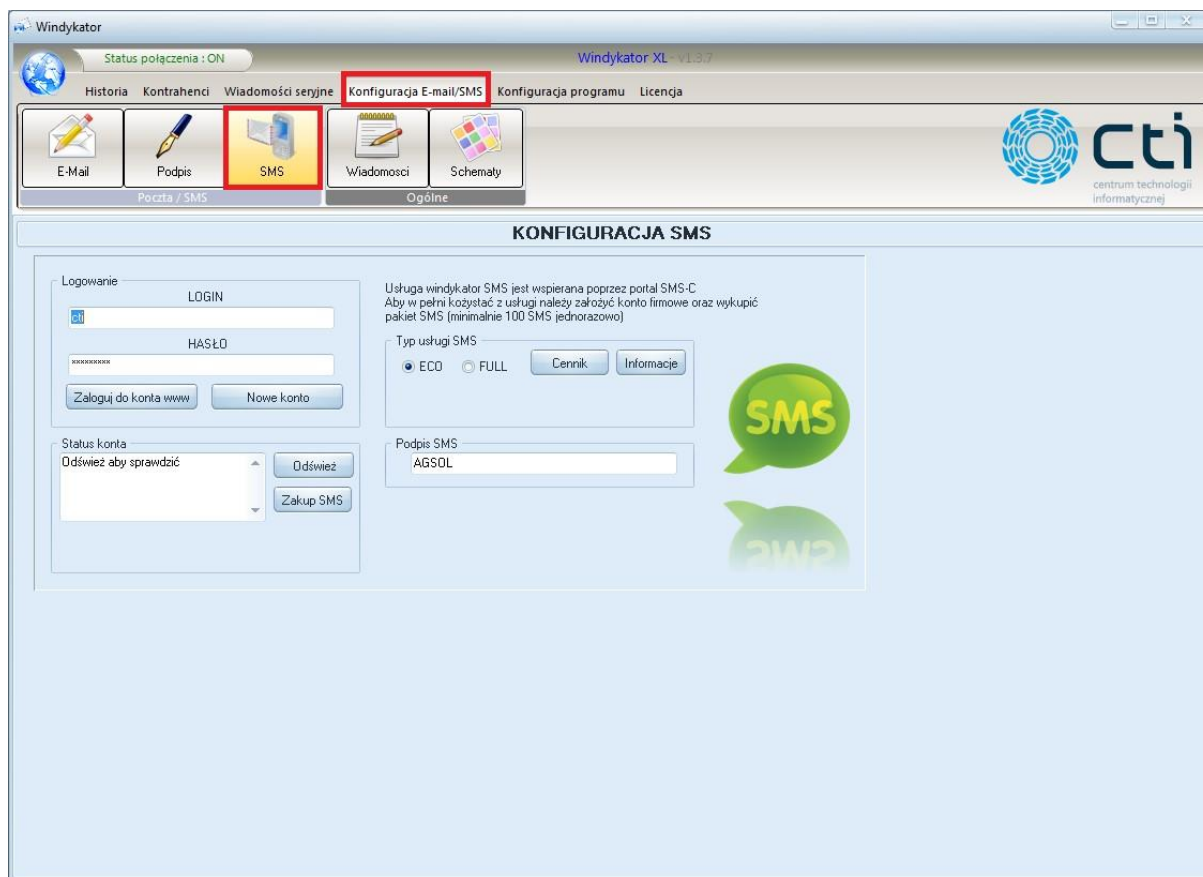 Windykator
Status połączenia : ON
Windykator XL - v1.3.7
Historia Kontrahenci Wiadomości seryjne Konfiguracja E-mail/SMS Konfiguracja programu Licencja
E-Mail Podpis SMS Wiadomosci Schematy
Poczta / SMS Ogólne
cti
centrum technologii
informatycznej
KONFIGURACJA SMS
Logowanie
LOGIN
cti
HASŁO
*********
Zaloguj do konta www Nowe konto
Usługa windykator SMS jest wspierana poprzez portal SMS-C
Aby w pełni kożystać z usługi należy założyć konto firmowe oraz wykupić
pakiet SMS (minimalnie 100 SMS jednorazowo)
Typ usługi SMS
ECO FULL Cennik Informacje
Status konta
Odśwież aby sprawdzić
Odśwież
Zakup SMS
Podpis SMS
AGSOL
SMS